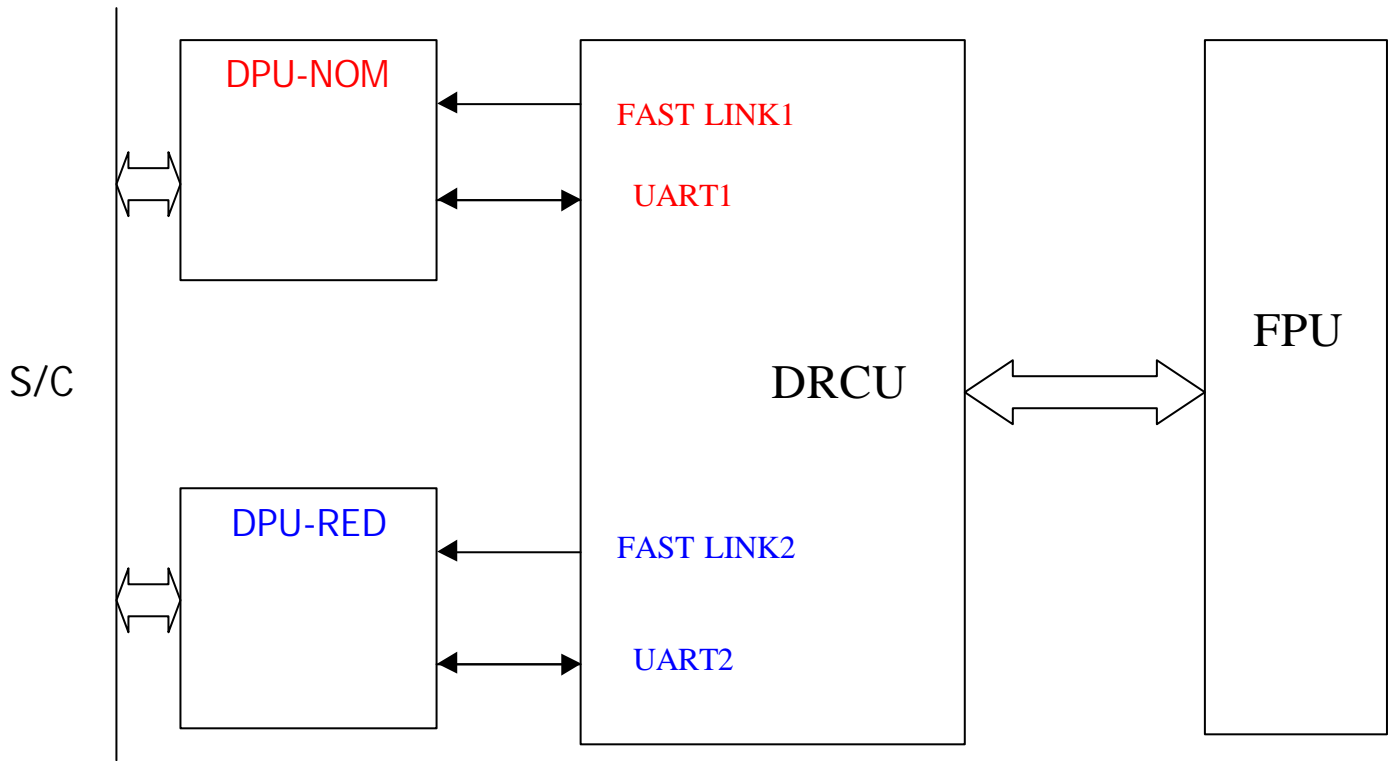 DPU-NOM
FAST LINK1
UART1
S/C
DRCU
FPU
DPU-RED
FAST LINK2
UART2